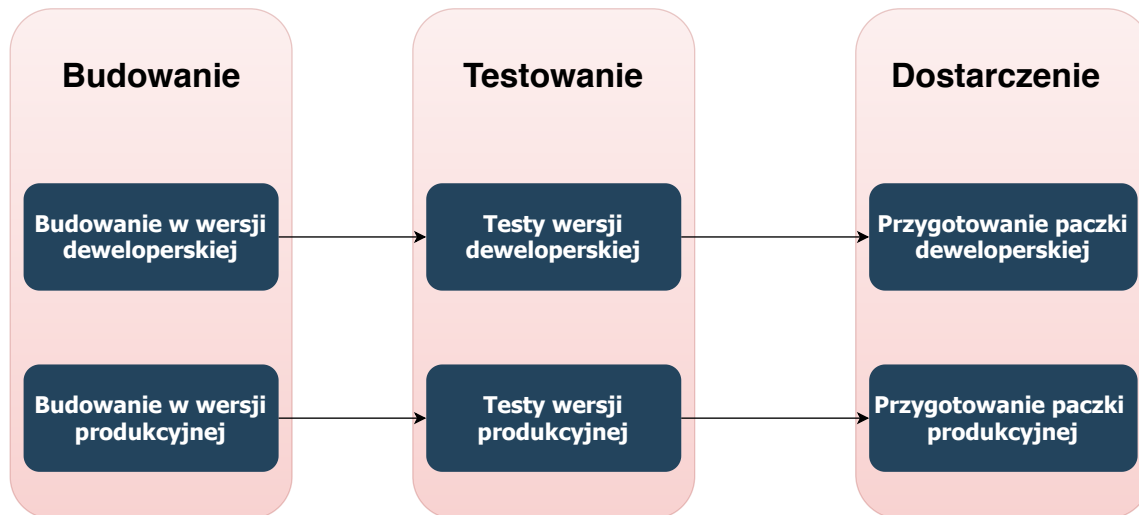 Budowanie
Testowanie
Dostarczenie
Budowanie w wersji
deweloperskiej
Testy wersji
deweloperskiej
Przygotowanie paczki
deweloperskiej
Budowanie w wersji
produkcyjnej
Testy wersji
produkcyjnej
Przygotowanie paczki
produkcyjnej